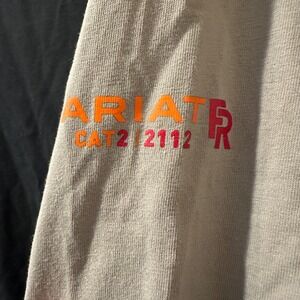 ARIAT FR
CAT2 / 2112